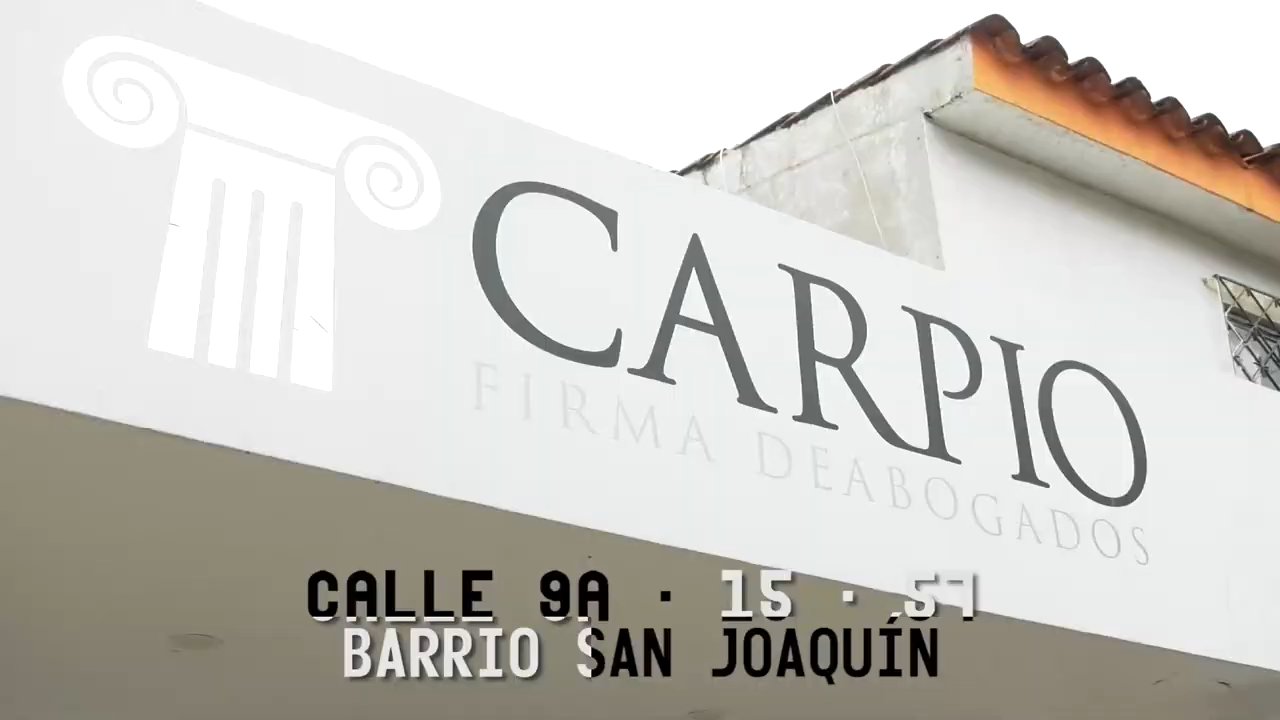 CARPIO
FIRMA DEABOGADOS
CALLE 9A · 15 · 57
BARRIO SAN JOAQUÍN